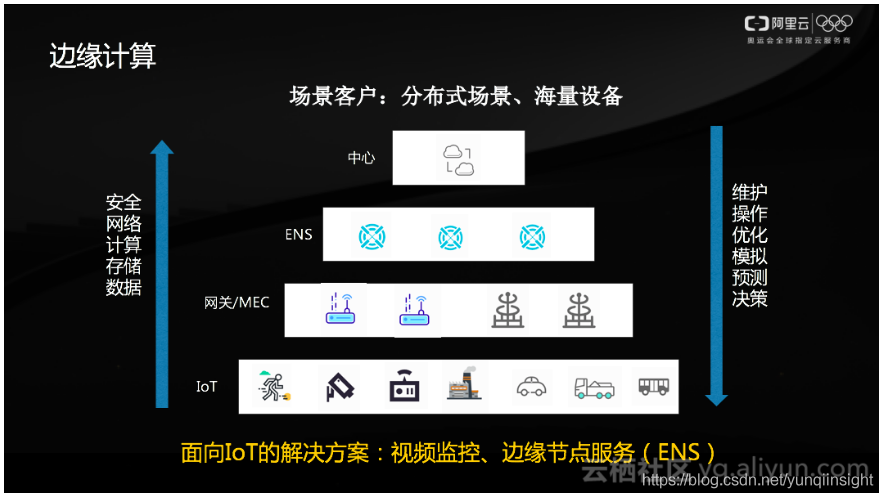 阿里云
奥运会全球指定云服务商
边缘计算
场景客户：分布式场景、海量设备
中心
安全
网络
计算
存储
数据
维护
操作
优化
模拟
预测
决策
ENS
网关/MEC
IoT
面向IoT的解决方案：视频监控、边缘节点服务（ENS）
云栖社区 yq.aliyun.com
https://blog.csdn.net/yunqiinsight